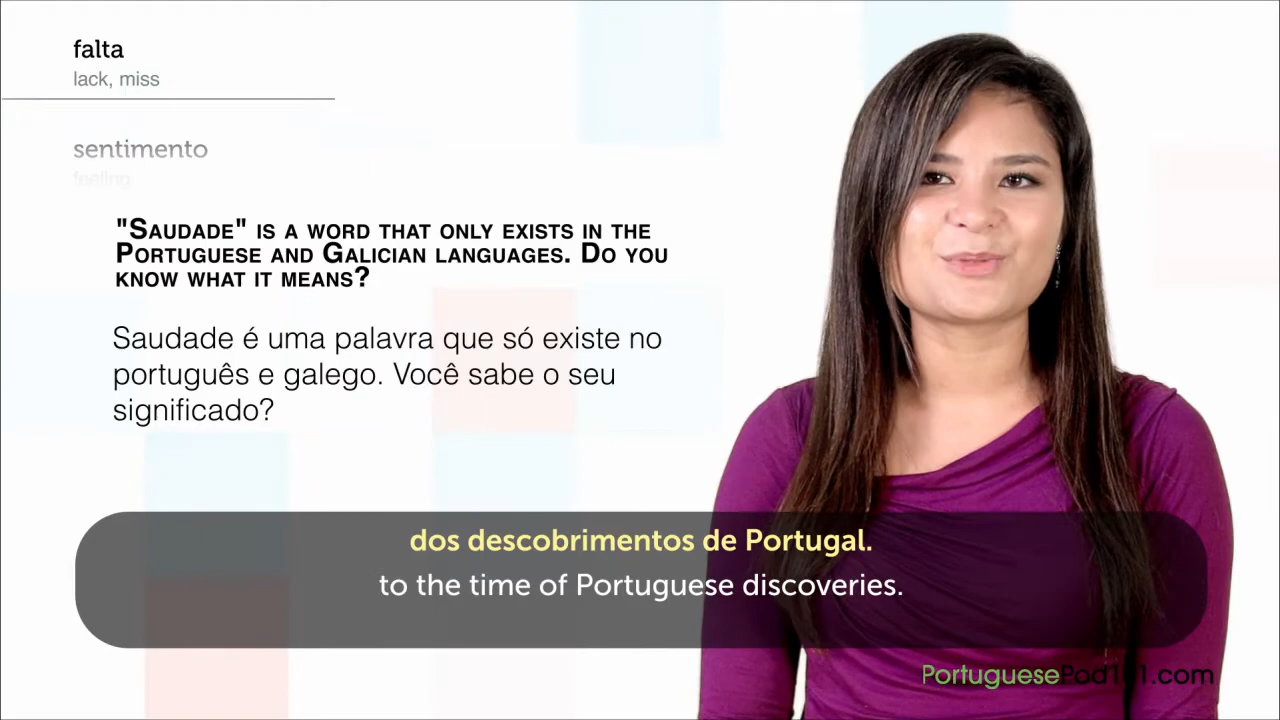 falta
lack, miss
sentimento
feeling
"SAUDADE" IS A WORD THAT ONLY EXISTS IN THE
PORTUGUESE AND GALICIAN LANGUAGES. DO YOU
KNOW WHAT IT MEANS?
Saudade é uma palavra que só existe no
português e galego. Você sabe o seu
significado?
dos descobrimentos de Portugal.
to the time of Portuguese discoveries.
PortuguesePod101.com